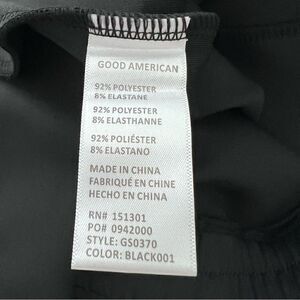 GOOD AMERICAN
92% POLYESTER
8% ELASTANE
92% POLYESTER
8% ELASTHANNE
92% POLIÉSTER
8% ELASTANO
MADE IN CHINA
FABRIQUÉ EN CHINE
HECHO EN CHINA
RN# 151301
PO# 0942000
STYLE: GS0370
COLOR: BLACK001